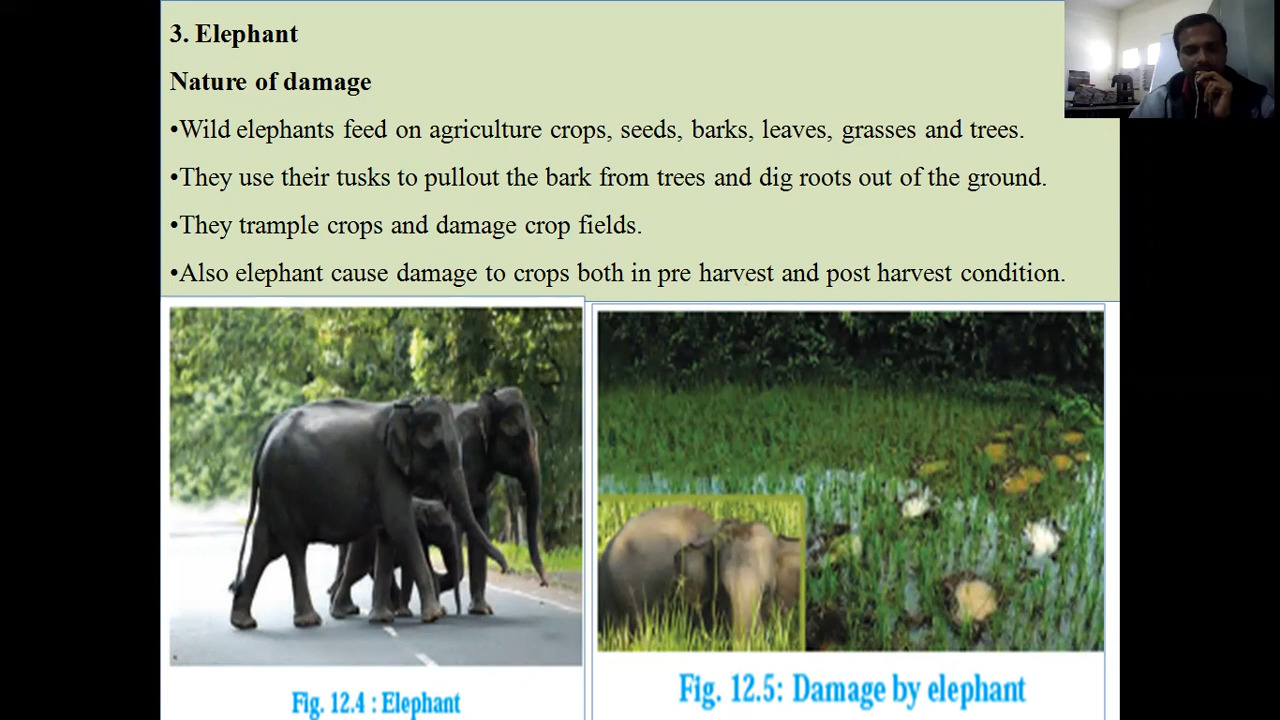 3. Elephant
Nature of damage
•Wild elephants feed on agriculture crops, seeds, barks, leaves, grasses and trees.
•They use their tusks to pullout the bark from trees and dig roots out of the ground.
•They trample crops and damage crop fields.
•Also elephant cause damage to crops both in pre harvest and post harvest condition.
Fig. 12.4 : Elephant
Fig. 12.5: Damage by elephant